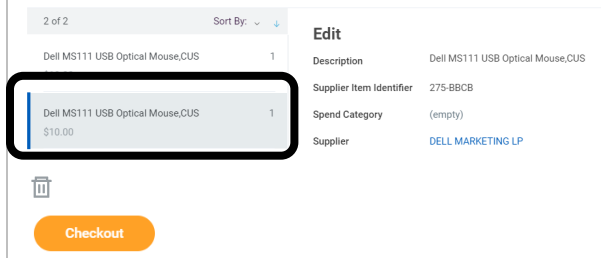 2 of 2 Sort By:
Dell MS111 USB Optical Mouse,CUS 1
Dell MS111 USB Optical Mouse,CUS 1
$10.00
Checkout
Edit
Description Dell MS111 USB Optical Mouse,CUS
Supplier Item Identifier 275-BBCB
Spend Category (empty)
Supplier DELL MARKETING LP